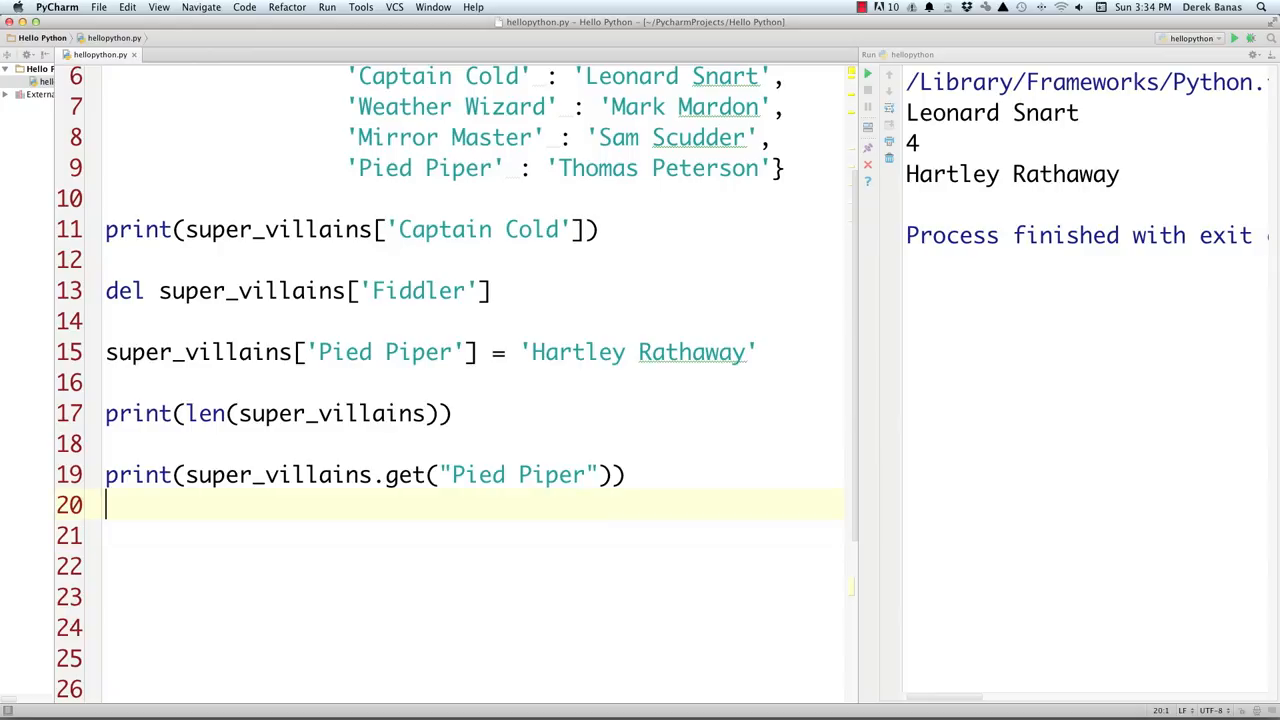 PyCharm File Edit View Navigate Code Refactor Run Tools VCS Window Help 10 8 Sun 3:34 PM Derek Banas
hellopython.py - Hello Python - [~/PycharmProjects/Hello Python]
Hello Python hellopython.py hellopython
hellopython.py
Run hellopython
Hello P
hell
Externa
6 'Captain Cold' : 'Leonard Snart',
7 'Weather Wizard' : 'Mark Mardon',
8 'Mirror Master' : 'Sam Scudder',
9 'Pied Piper' : 'Thomas Peterson'}
10
11 print(super_villains['Captain Cold'])
12
13 del super_villains['Fiddler']
14
15 super_villains['Pied Piper'] = 'Hartley Rathaway'
16
17 print(len(super_villains))
18
19 print(super_villains.get("Pied Piper"))
20
21
22
23
24
25
26
/Library/Frameworks/Python.
Leonard Snart
4
Hartley Rathaway
Process finished with exit
20:1 LF UTF-8